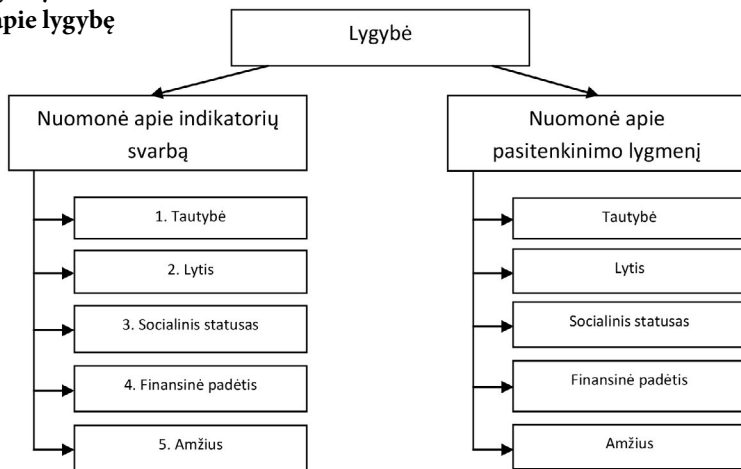 apie lygybę
Lygybė
Nuomonė apie indikatorių
svarbą
1. Tautybė
2. Lytis
3. Socialinis statusas
4. Finansinė padėtis
5. Amžius
Nuomonė apie
pasitenkinimo lygmenį
Tautybė
Lytis
Socialinis statusas
Finansinė padėtis
Amžius